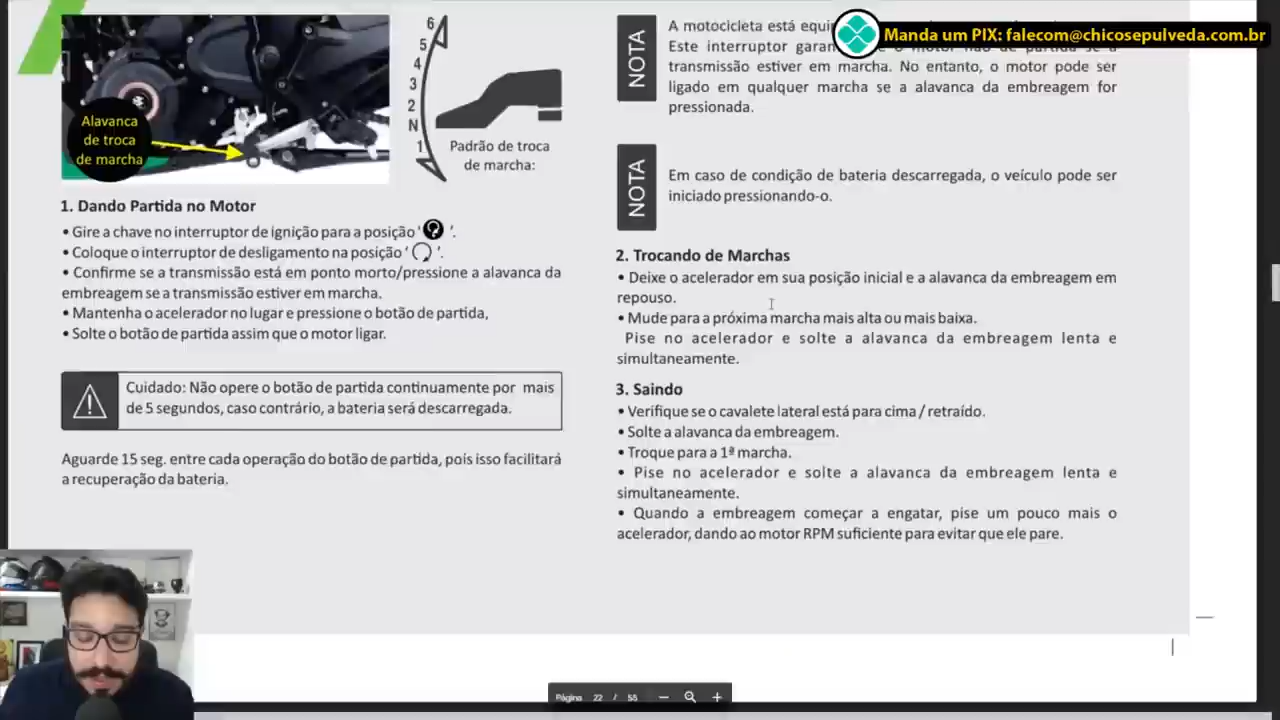 Manda um PIX: falecom@chicosepulveda.com.br
Alavanca
de troca
de marcha
6
5
4
3
2
N
1
Padrão de troca
de marcha:
1. Dando Partida no Motor
• Gire a chave no interruptor de ignição para a posição ' '.
• Coloque o interruptor de desligamento na posição ' '.
• Confirme se a transmissão está em ponto morto/pressione a alavanca da
embreagem se a transmissão estiver em marcha.
• Mantenha o acelerador no lugar e pressione o botão de partida,
• Solte o botão de partida assim que o motor ligar.
Cuidado: Não opere o botão de partida continuamente por mais
de 5 segundos, caso contrário, a bateria será descarregada.
Aguarde 15 seg. entre cada operação do botão de partida, pois isso facilitará
a recuperação da bateria.
NOTA
A motocicleta está
Este interruptor
transmissão estiver em marcha. No entanto, o motor pode ser
ligado em qualquer marcha se a alavanca da embreagem for
pressionada.
NOTA
Em caso de condição de bateria descarregada, o veículo pode ser
iniciado pressionando-o.
2. Trocando de Marchas
• Deixe o acelerador em sua posição inicial e a alavanca da embreagem em
repouso.
• Mude para a próxima marcha mais alta ou mais baixa.
Pise no acelerador e solte a alavanca da embreagem lenta e
simultaneamente.
3. Saindo
• Verifique se o cavalete lateral está para cima / retraído.
• Solte a alavanca da embreagem.
• Troque para a 1ª marcha.
• Pise no acelerador e solte a alavanca da embreagem lenta e
simultaneamente.
• Quando a embreagem começar a engatar, pise um pouco mais o
acelerador, dando ao motor RPM suficiente para evitar que ele pare.
Página 22 / 55